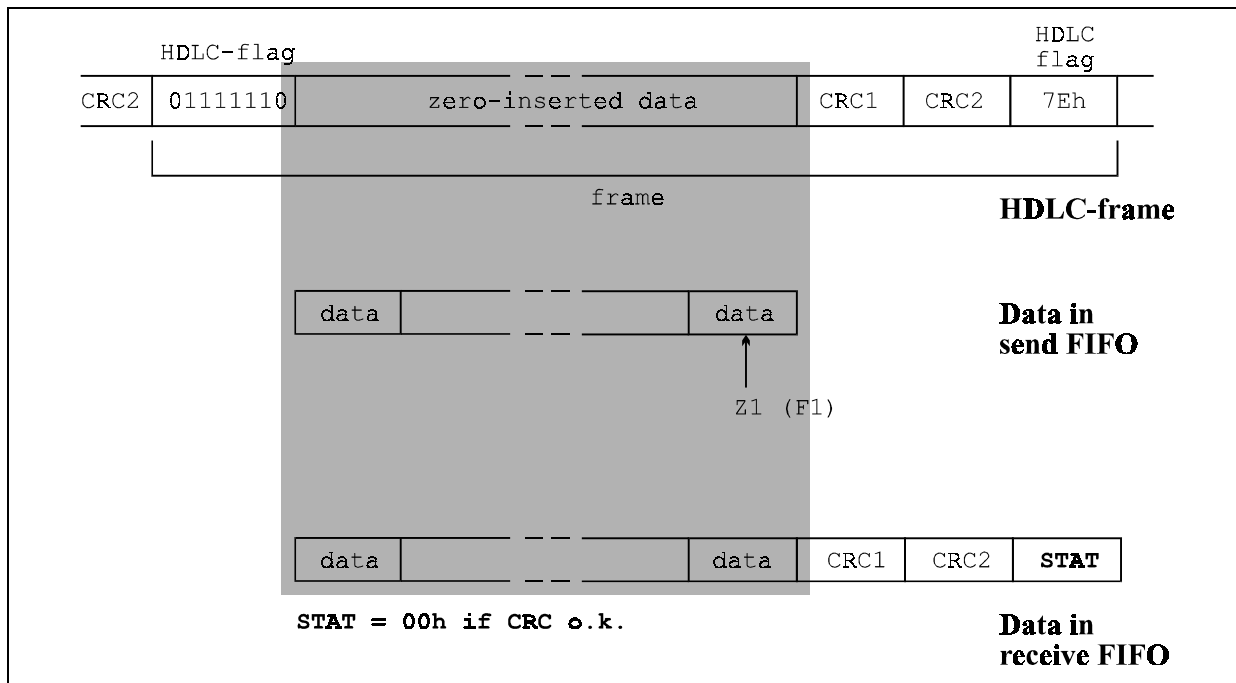 HDLC
flag
HDLC-flag
CRC2 01111110 zero-inserted data CRC1 CRC2 7Eh
frame
HDLC-frame
data data
Data in
send FIFO
Z1 (F1)
data data CRC1 CRC2 STAT
STAT = 00h if CRC o.k.
Data in
receive FIFO